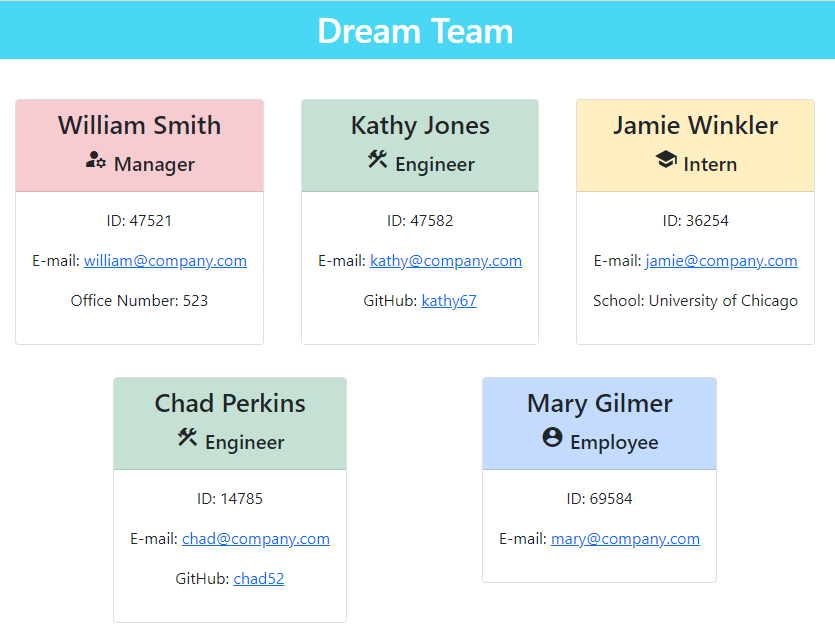 Dream Team
William Smith
Manager
ID: 47521
E-mail: william@company.com
Office Number: 523
Kathy Jones
Engineer
ID: 47582
E-mail: kathy@company.com
GitHub: kathy67
Jamie Winkler
Intern
ID: 36254
E-mail: jamie@company.com
School: University of Chicago
Chad Perkins
Engineer
ID: 14785
E-mail: chad@company.com
GitHub: chad52
Mary Gilmer
Employee
ID: 69584
E-mail: mary@company.com